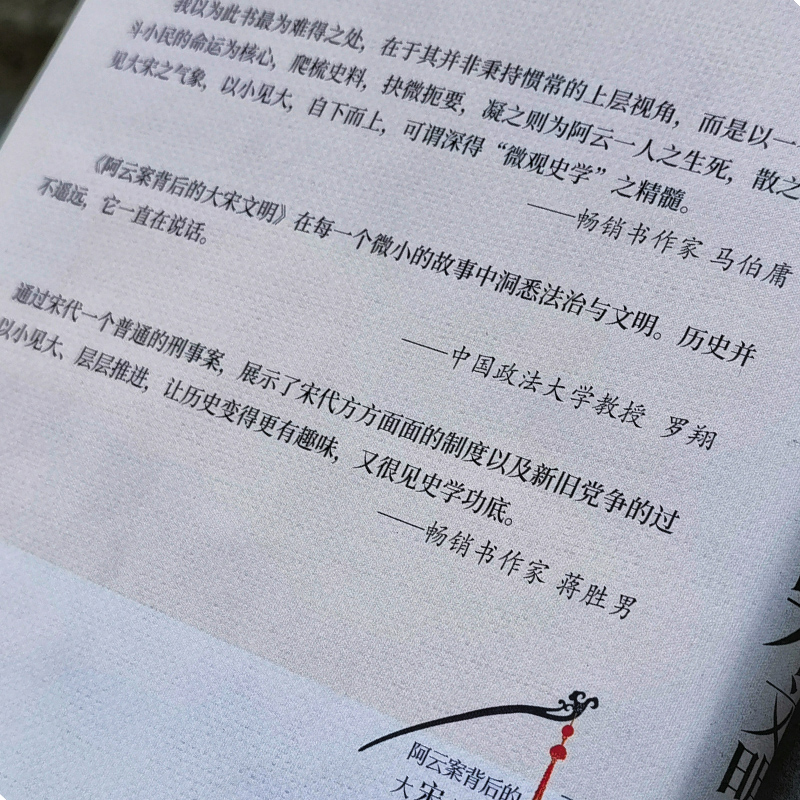 我以为此书最为难得之处，在于其并非秉持惯常的上层视角，而是以一
斗小民的命运为核心，爬梳史料，抉微扼要，凝之则为阿云一人之生死，散之
见大宋之气象，以小见大，自下而上，可谓深得“微观史学”之精髓。
——畅销书作家 马伯庸
《阿云案背后的大宋文明》在每一个微小的故事中洞悉法治与文明。历史并
不遥远，它一直在说话。
——中国政法大学教授 罗翔
通过宋代一个普通的刑事案，展示了宋代方方面面的制度以及新旧党争的过
以小见大、层层推进，让历史变得更有趣味，又很见史学功底。
——畅销书作家 蒋胜男
阿云案背后的
大宋
文明